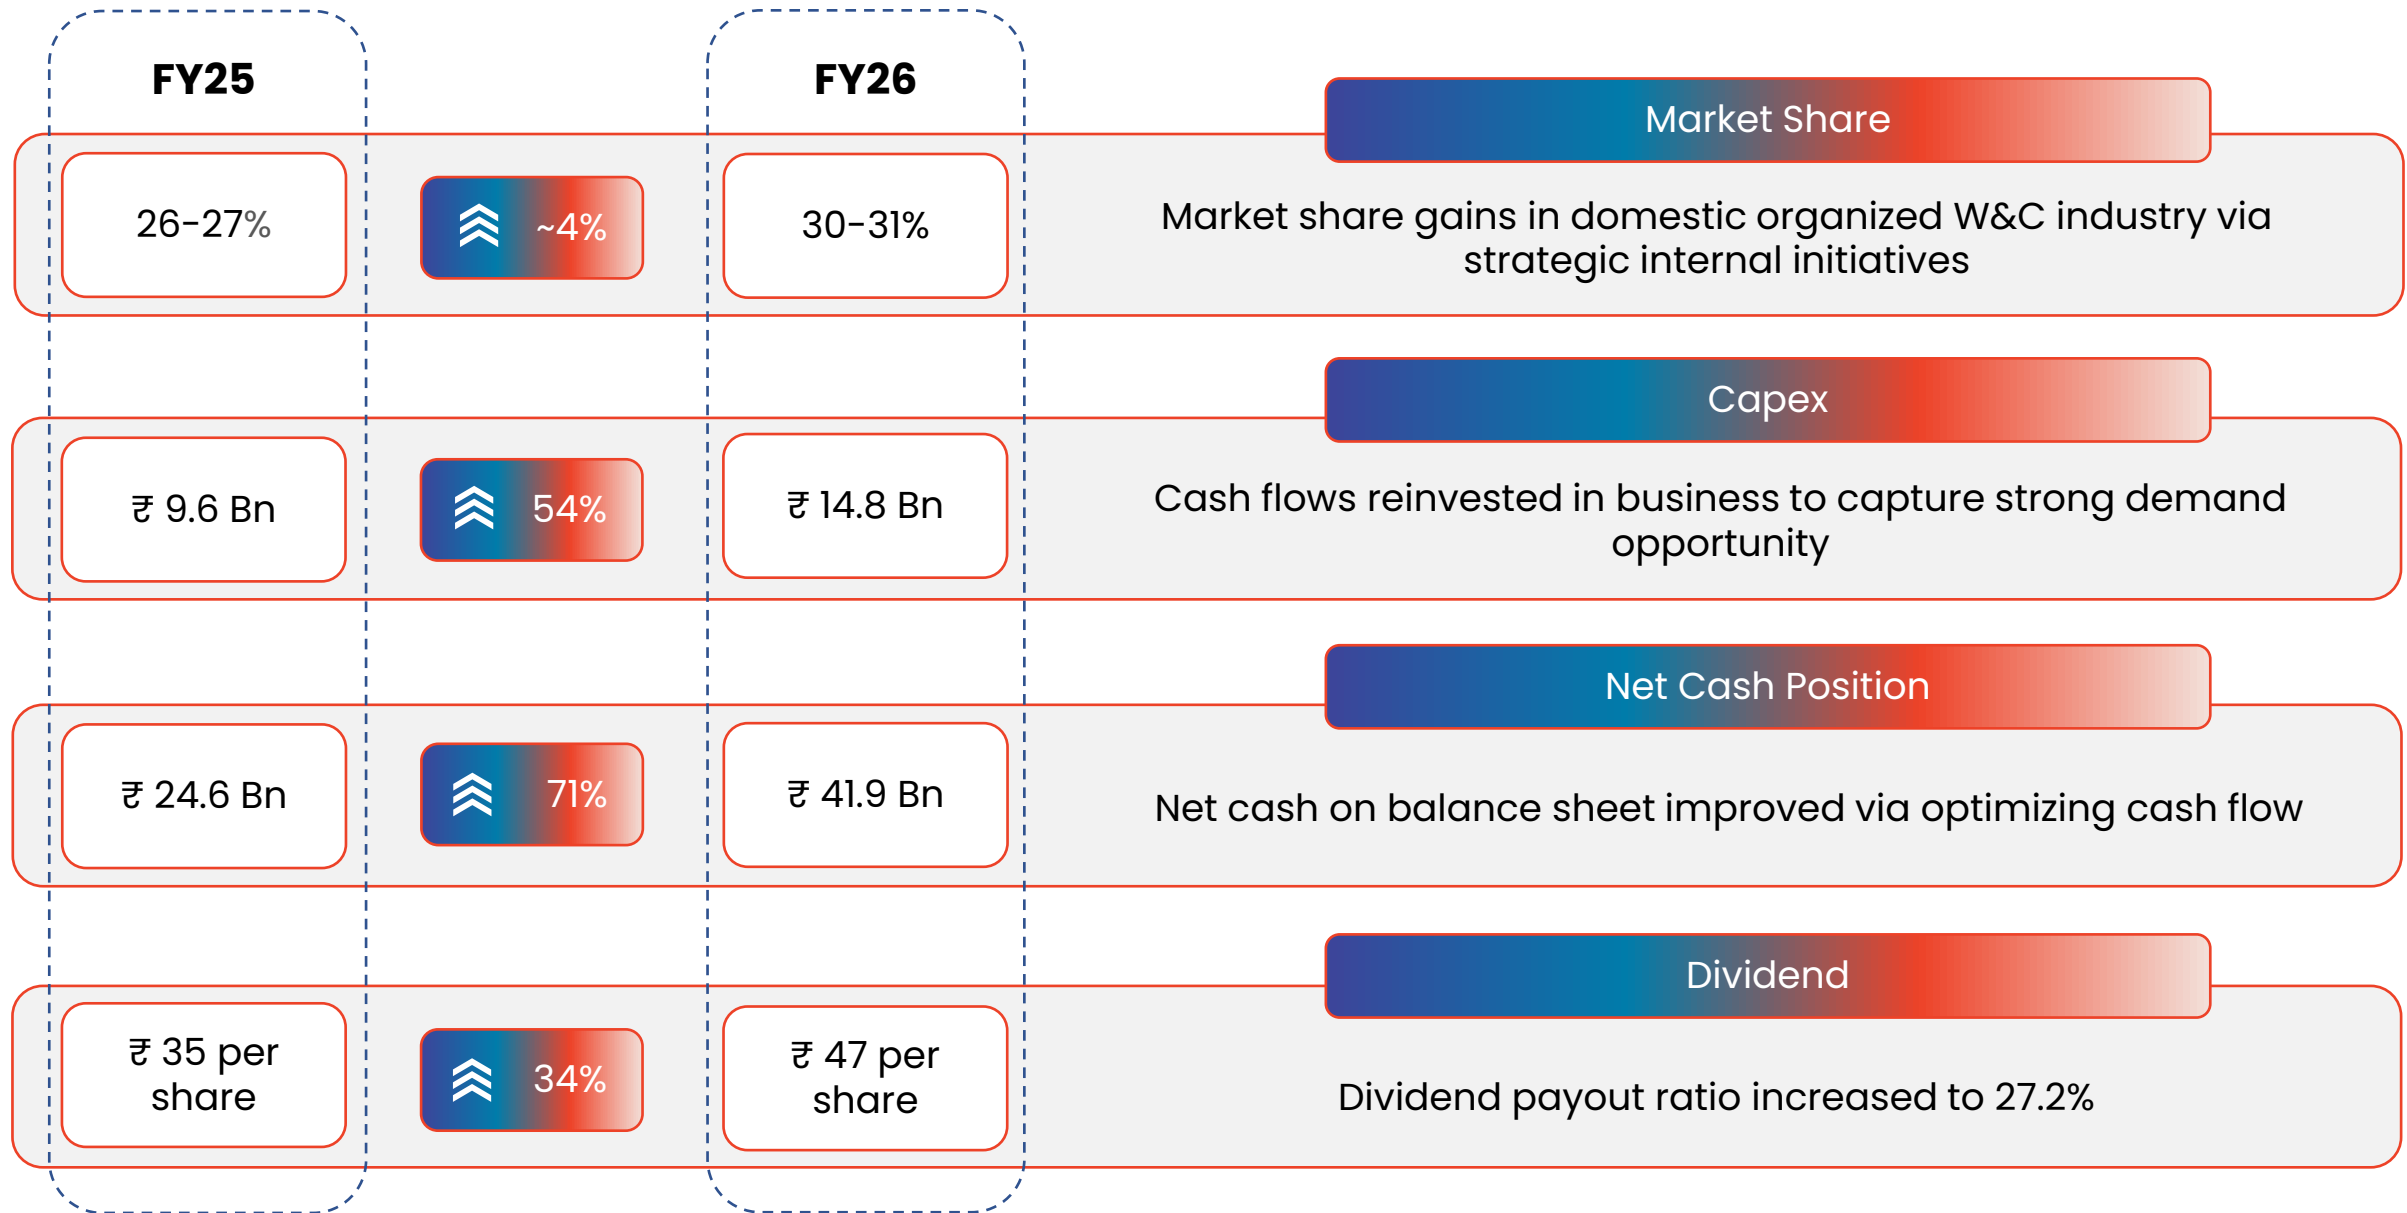 FY25
FY26
Market Share
26-27%
~4%
30-31%
Market share gains in domestic organized W&C industry via
strategic internal initiatives
Capex
₹ 9.6 Bn
54%
₹ 14.8 Bn
Cash flows reinvested in business to capture strong demand
opportunity
Net Cash Position
₹ 24.6 Bn
71%
₹ 41.9 Bn
Net cash on balance sheet improved via optimizing cash flow
Dividend
₹ 35 per
share
34%
₹ 47 per
share
Dividend payout ratio increased to 27.2%